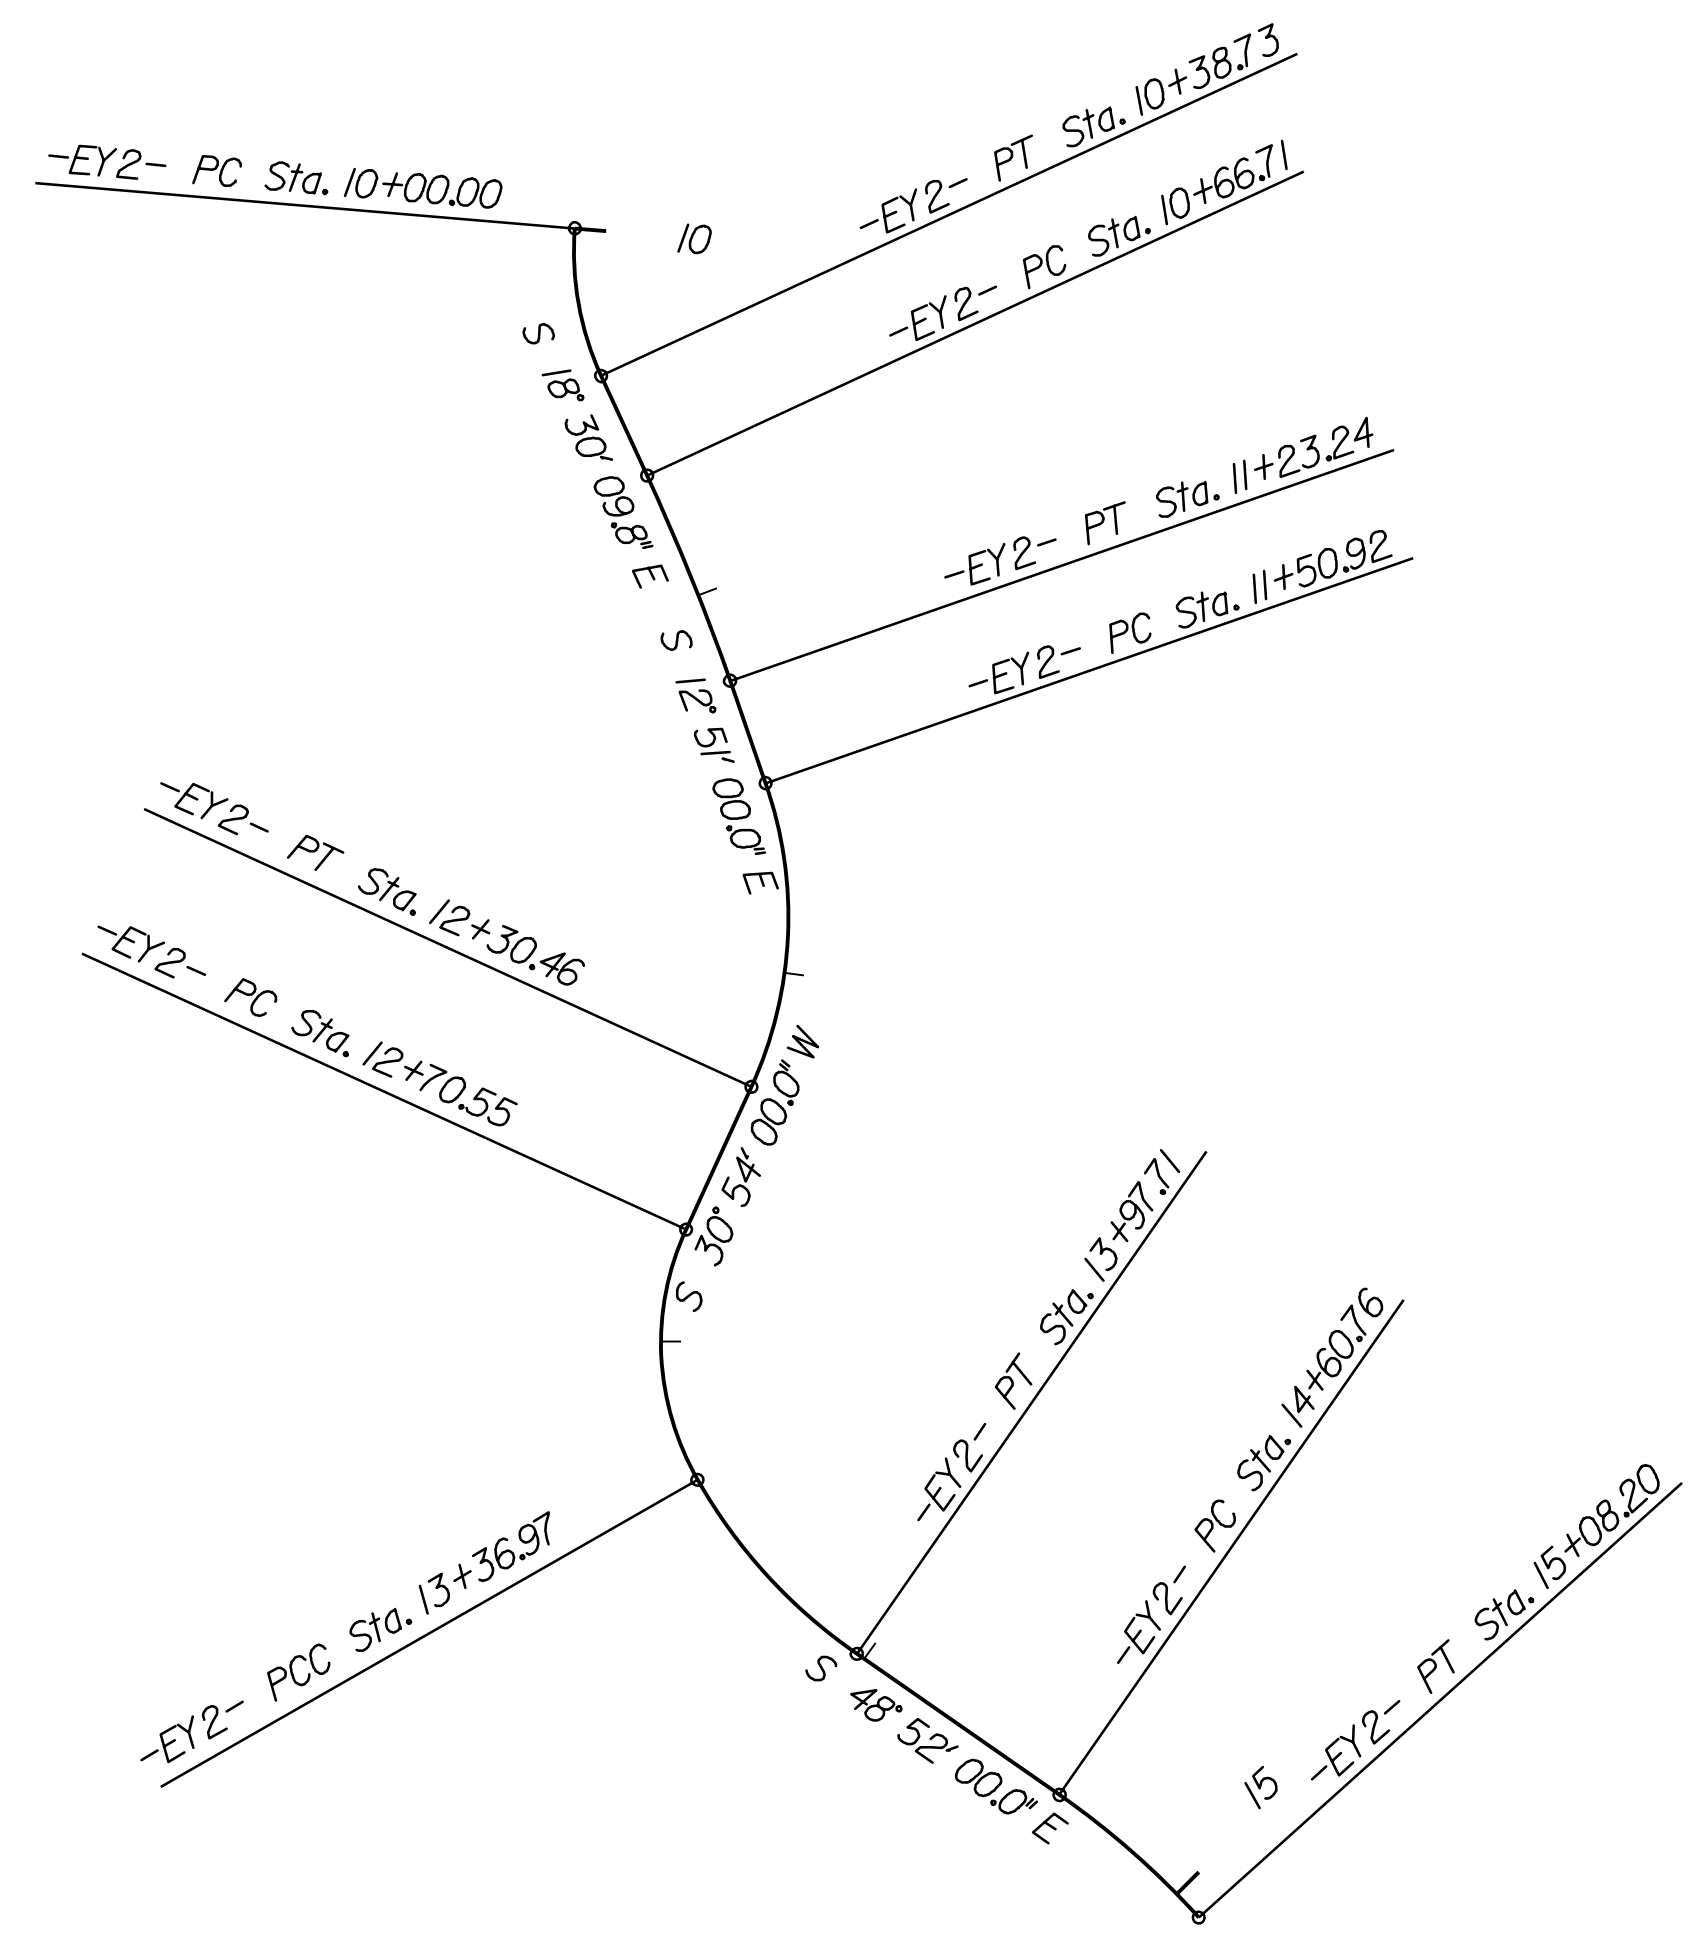 -EY2- PC Sta. 10+00.00
10
-EY2- PT Sta. 10+38.73
-EY2- PC Sta. 10+66.71
S 18° 30' 09.8" E
-EY2- PT Sta. 11+23.24
-EY2- PC Sta. 11+50.92
S 12° 51' 00.0" E
-EY2- PT Sta. 12+30.46
-EY2- PC Sta. 12+70.55
S 30° 54' 00.0" W
-EY2- PCC Sta. 13+36.97
-EY2- PT Sta. 13+97.71
-EY2- PC Sta. 14+60.76
S 48° 52' 00.0" E
15
-EY2- PT Sta. 15+08.20